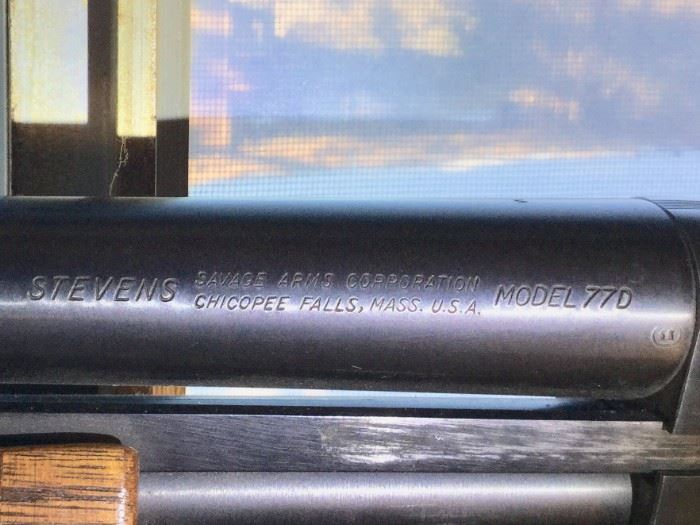 STEVENS
SAVAGE ARMS CORPORATION
CHICOPEE FALLS, MASS. U.S.A.
MODEL 77D